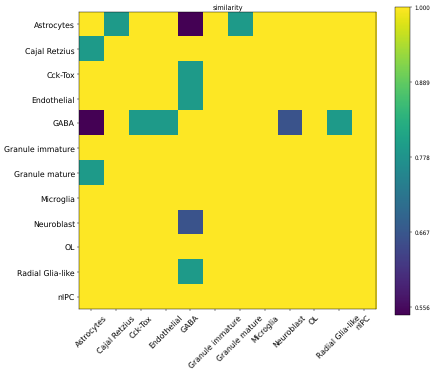 similarity
Astrocytes
Cajal Retzius
Cck-Tox
Endothelial
GABA
Granule immature
Granule mature
Microglia
Neuroblast
OL
Radial Glia-like
nIPC
Astrocytes
Cajal Retzius
Cck-Tox
Endothelial
GABA
Granule immature
Granule mature
Microglia
Neuroblast
OL
Radial Glia-like
nIPC
1.000
0.889
0.778
0.667
0.556